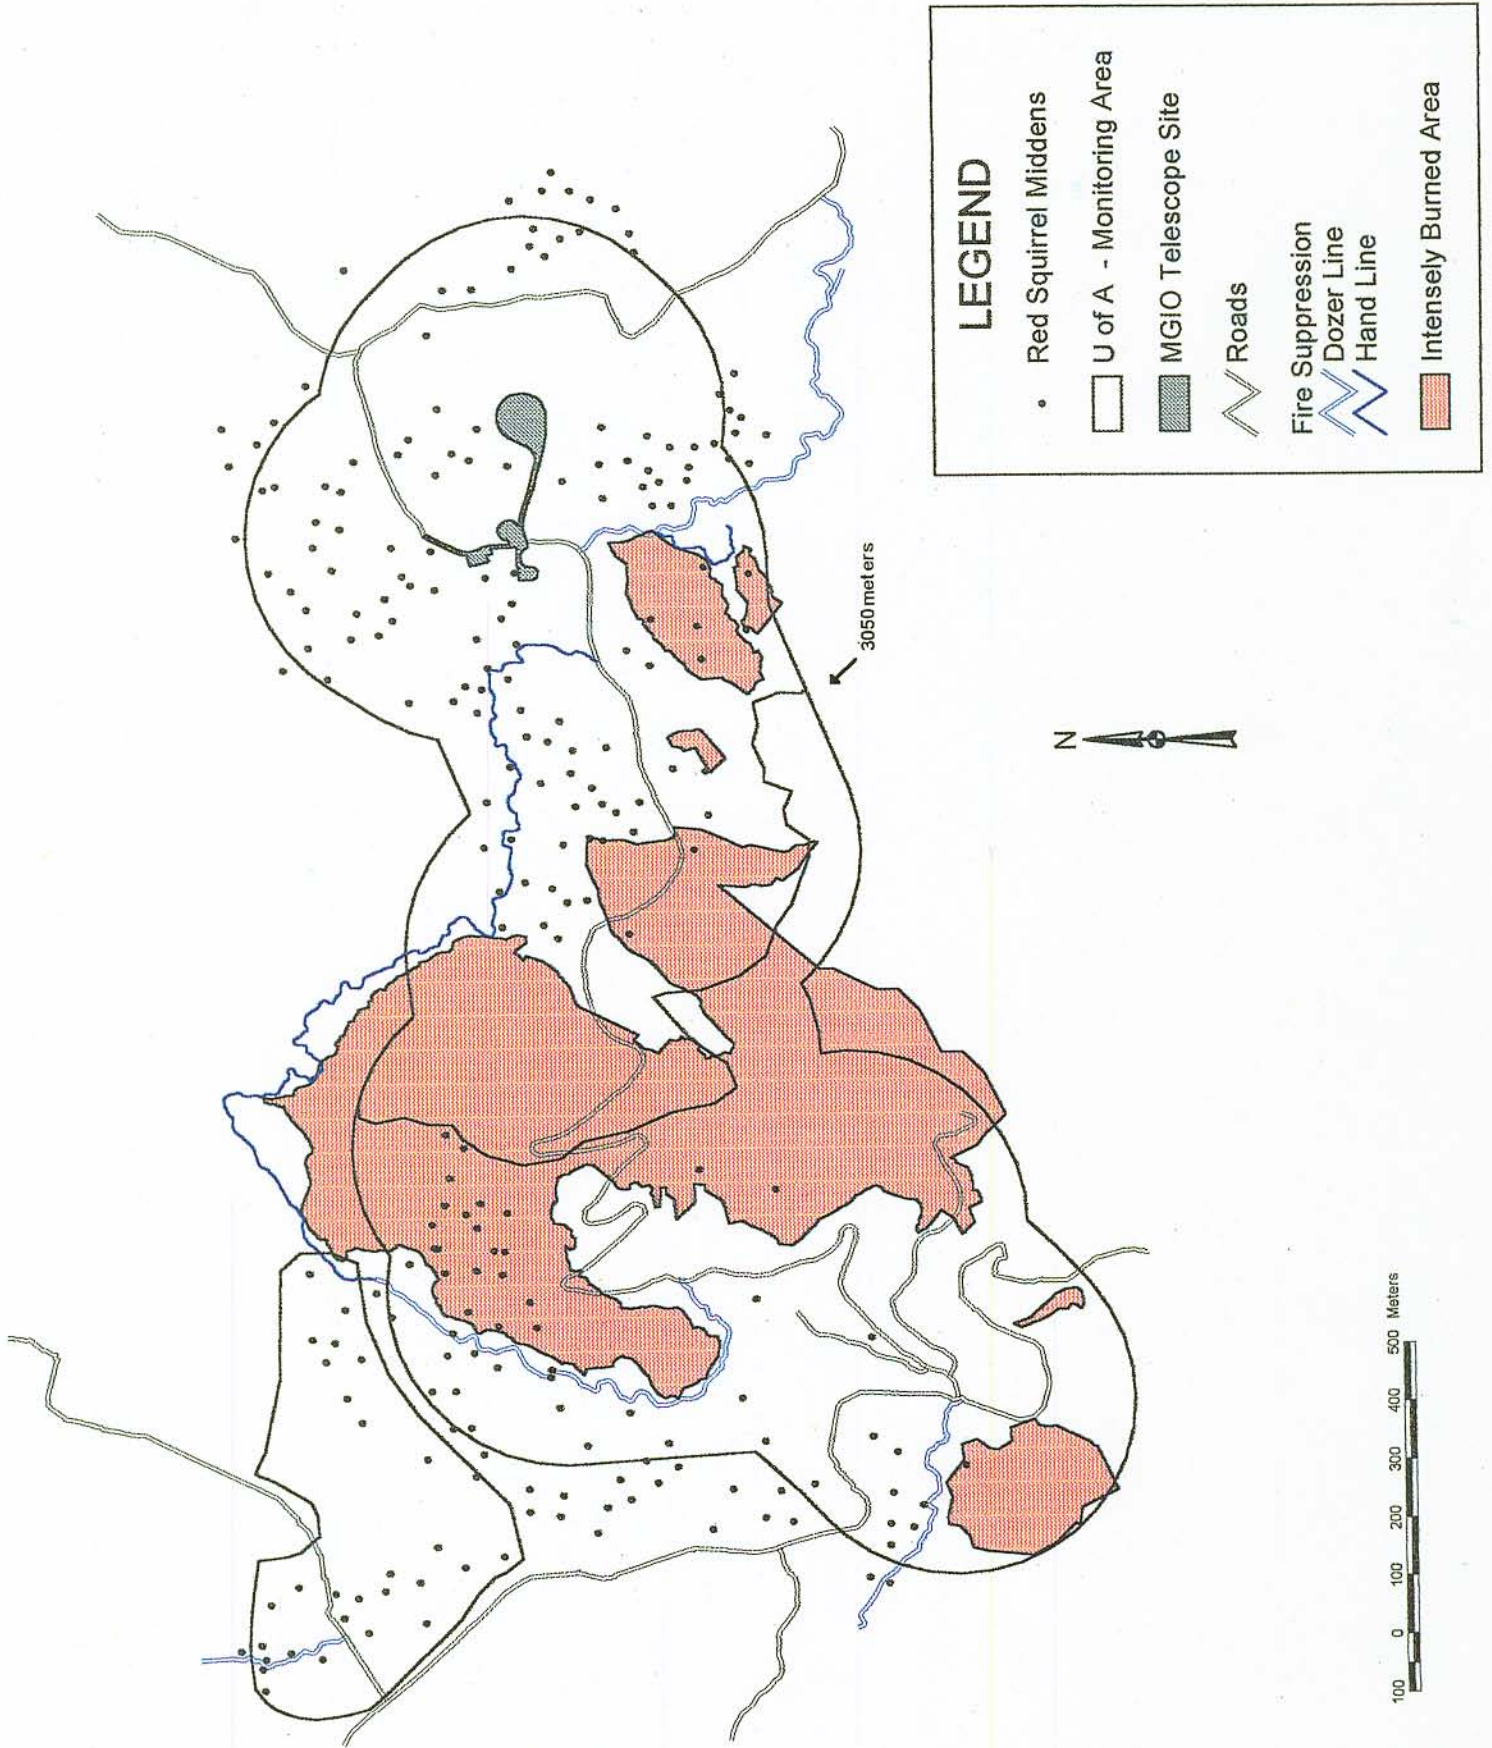 LEGEND
Red Squirrel Middens
U of A - Monitoring Area
MGIO Telescope Site
Roads
Fire Suppression
Dozer Line
Hand Line
Intensely Burned Area
3050 meters
N
100 0 100 200 300 400 500 Meters